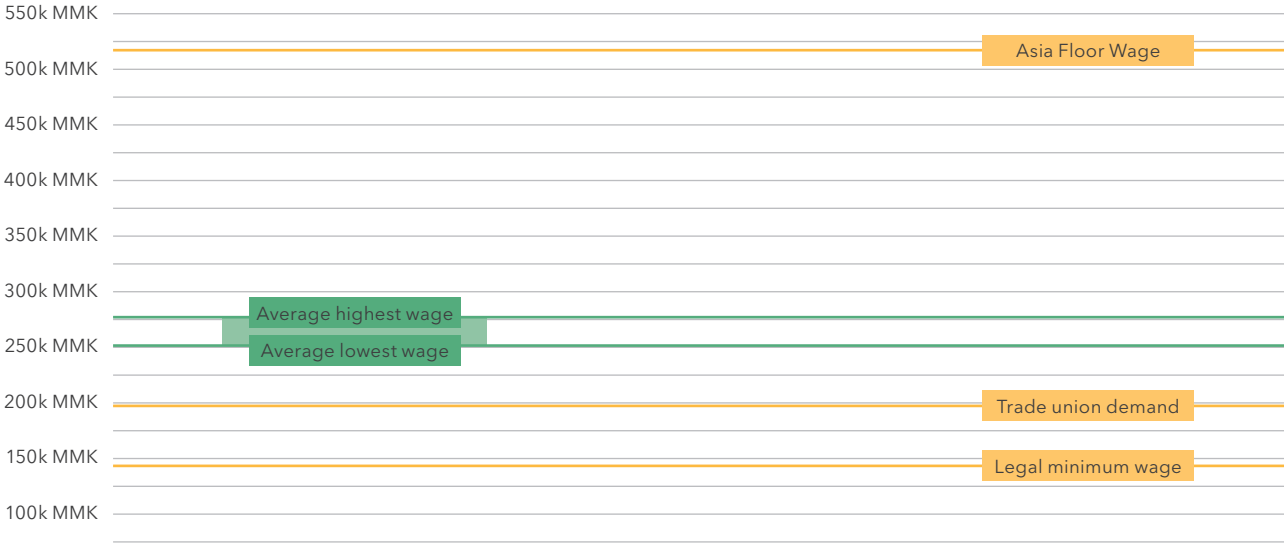 550k MMK
Asia Floor Wage
500k MMK
450k MMK
400k MMK
350k MMK
300k MMK
Average highest wage
250k MMK
Average lowest wage
200k MMK
Trade union demand
150k MMK
Legal minimum wage
100k MMK